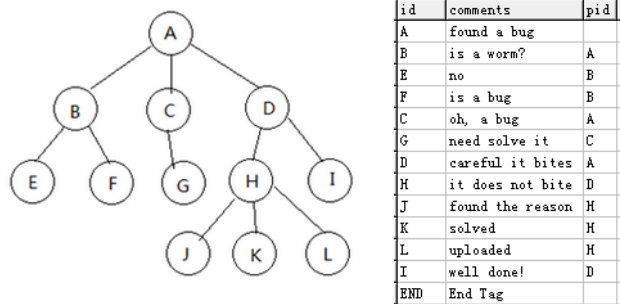 A
B C D
E F G H I
J K L
id comments pid
A found a bug
B is a worm? A
E no B
F is a bug B
C oh, a bug A
G need solve it C
D careful it bites A
H it does not bite D
J found the reason H
K solved H
L uploaded H
I well done! D
END End Tag